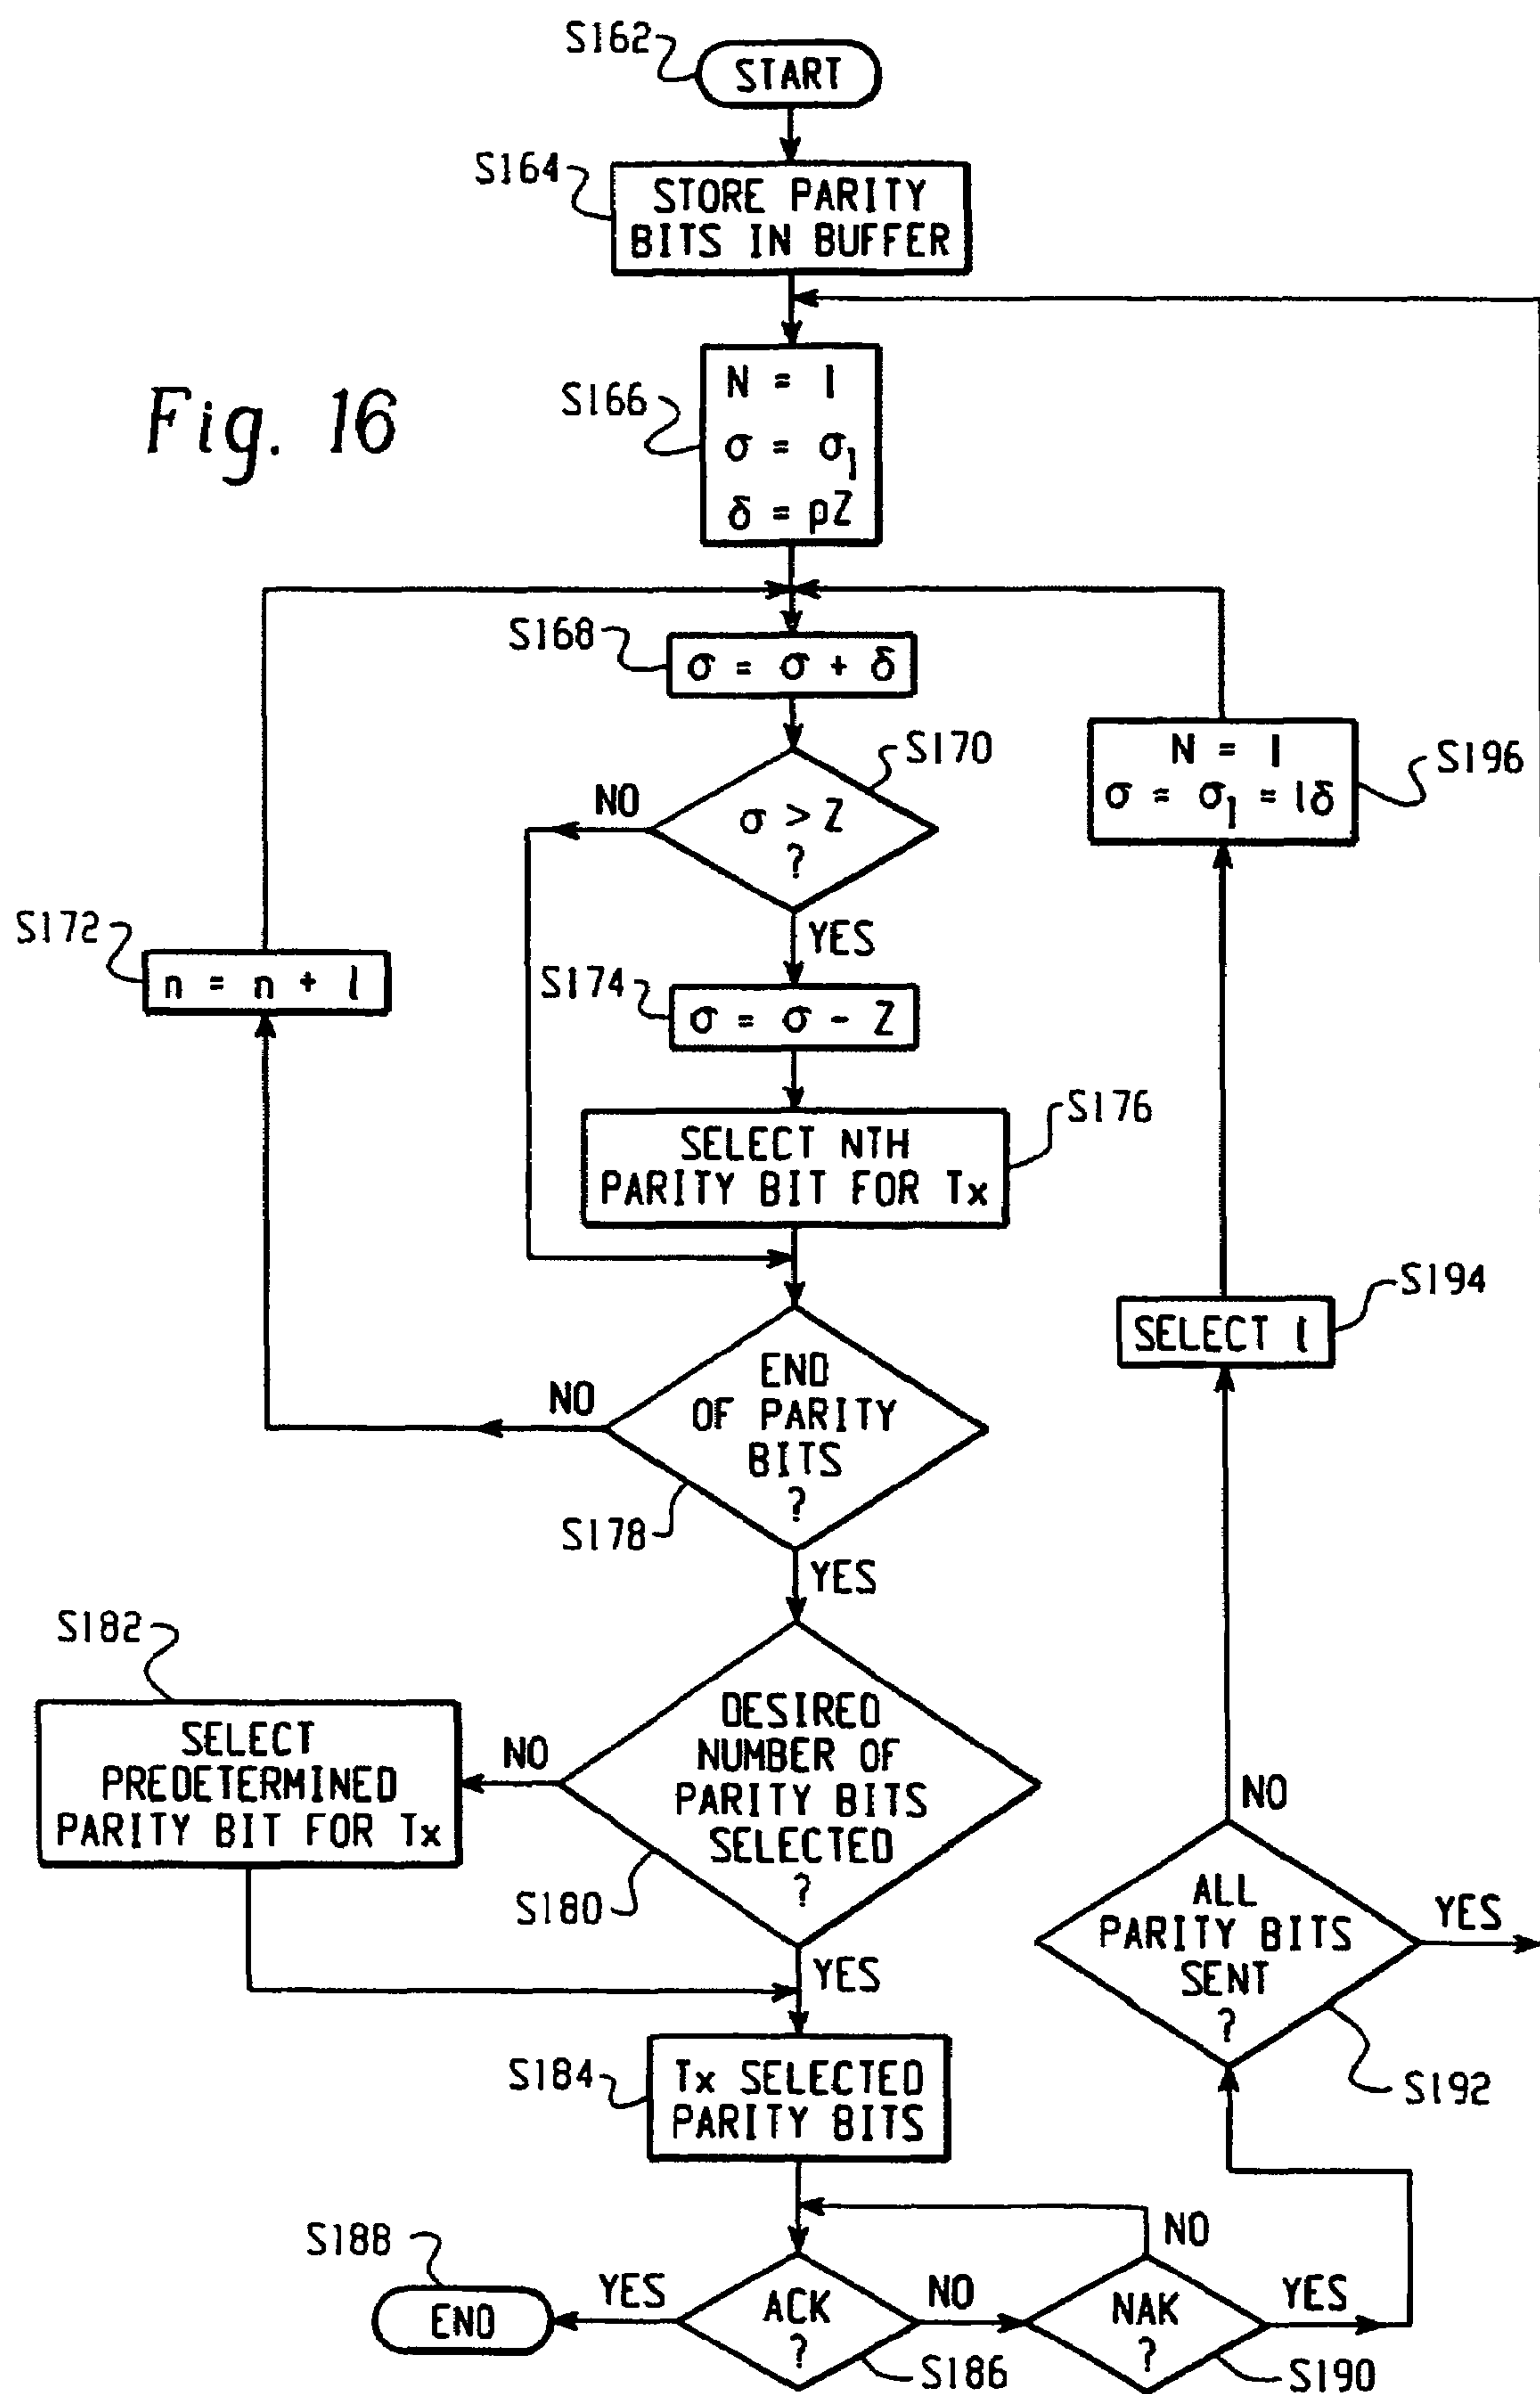 S162
START
S164
STORE PARITY
BITS IN BUFFER
Fig. 16
S166
N = 1
σ = σ1
δ = pZ
S168
σ = σ + δ
S170
NO
σ > Z
?
YES
S196
N = 1
σ = σ1 = lδ
S172
n = n + l
S174
σ = σ - Z
S176
SELECT NTH
PARITY BIT FOR Tx
S194
SELECT l
NO
END
OF PARITY
BITS
?
S178
YES
S182
SELECT
PREDETERMINED
PARITY BIT FOR Tx
NO
DESIRED
NUMBER OF
PARITY BITS
SELECTED
?
S180
YES
NO
ALL
PARITY BITS
SENT
?
YES
S192
S184
Tx SELECTED
PARITY BITS
S188
END
YES
ACK
?
S186
NO
NAK
?
NO
YES
S190